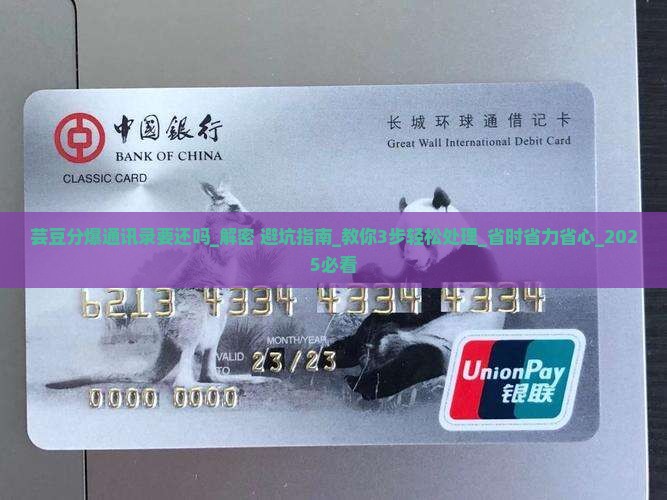 中國銀行
BANK OF CHINA
CLASSIC CARD
长城环球通借记卡
Great Wall International Debit Card
芸豆分爆通讯录要还吗_解密 避坑指南_教你3步轻松处理_省时省力省心_202
5必看
6213 4334 4334 4334
MONTH/YEAR
VALID
TO
23/23
0000 0000
UnionPay
银联